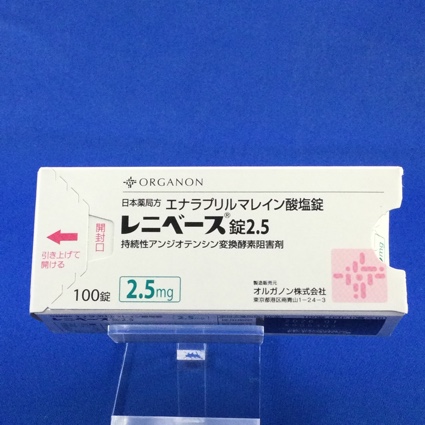 ORGANON
日本薬局方 エナラプリルマレイン酸塩錠
レニベース®錠2.5
持続性アンジオテンシン変換酵素阻害剤
開封口
引き上げて
開ける
100錠 2.5mg
製造販売元
オルガノン株式会社
東京都港区南青山1-24-3